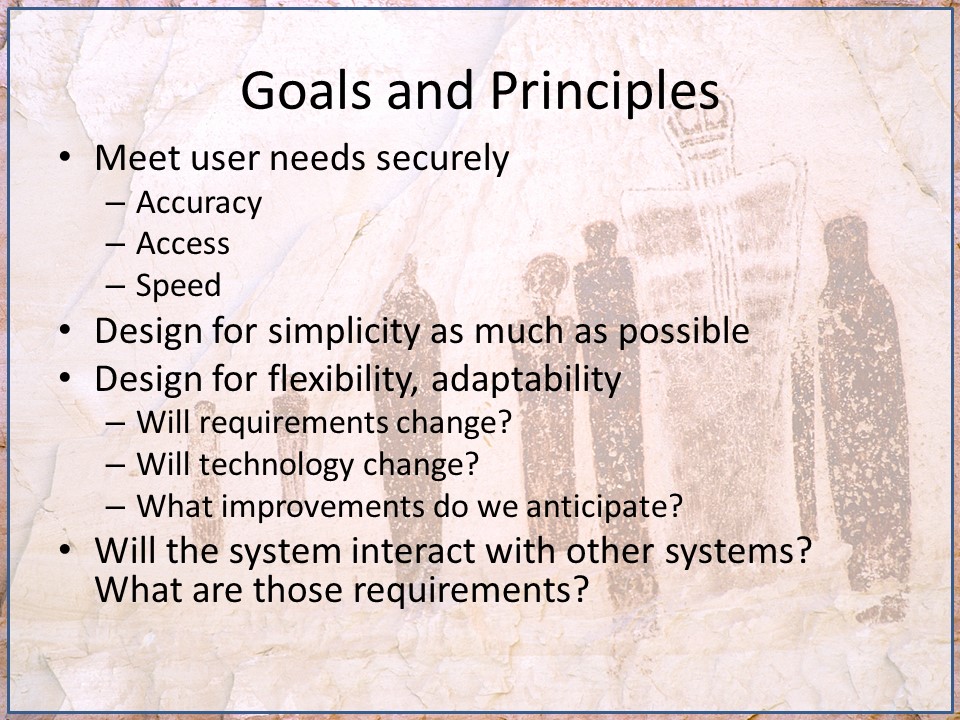 Goals and Principles
• Meet user needs securely
– Accuracy
– Access
– Speed
• Design for simplicity as much as possible
• Design for flexibility, adaptability
– Will requirements change?
– Will technology change?
– What improvements do we anticipate?
• Will the system interact with other systems?
What are those requirements?